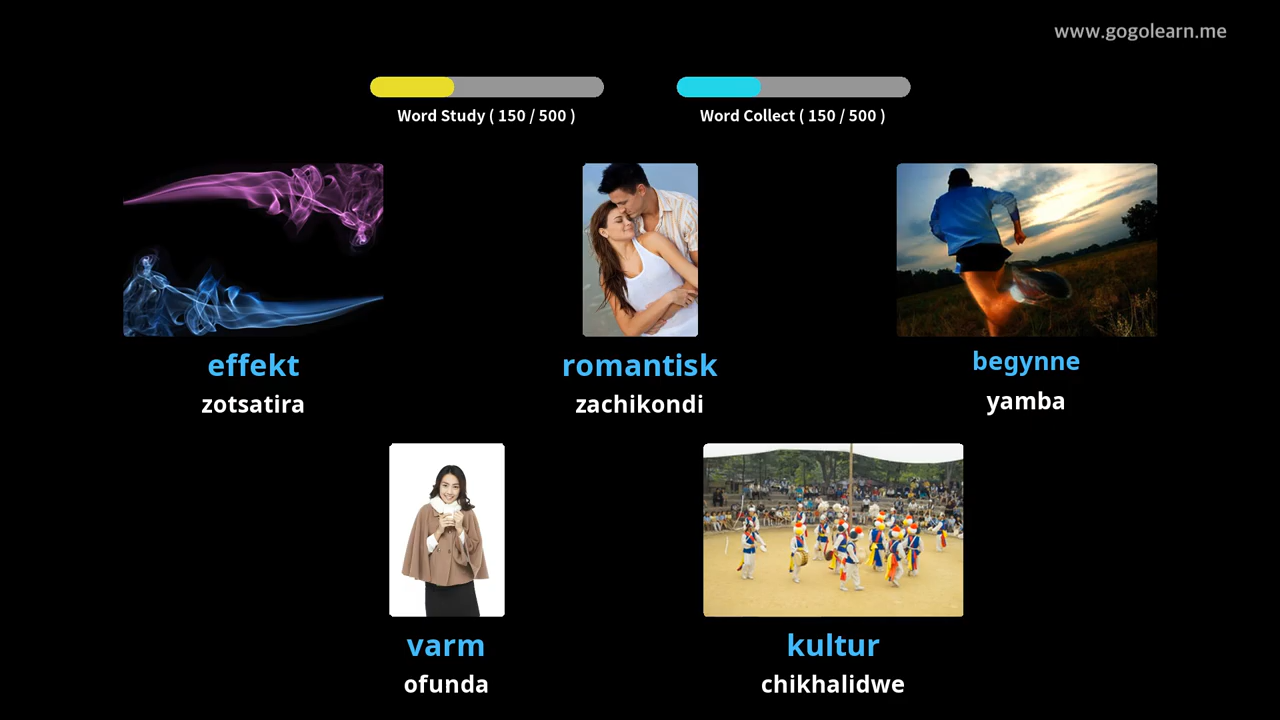 www.gogolearn.me
Word Study ( 150 / 500 )
Word Collect ( 150 / 500 )
effekt
zotsatira
romantisk
zachikondi
begynne
yamba
varm
ofunda
kultur
chikhalidwe